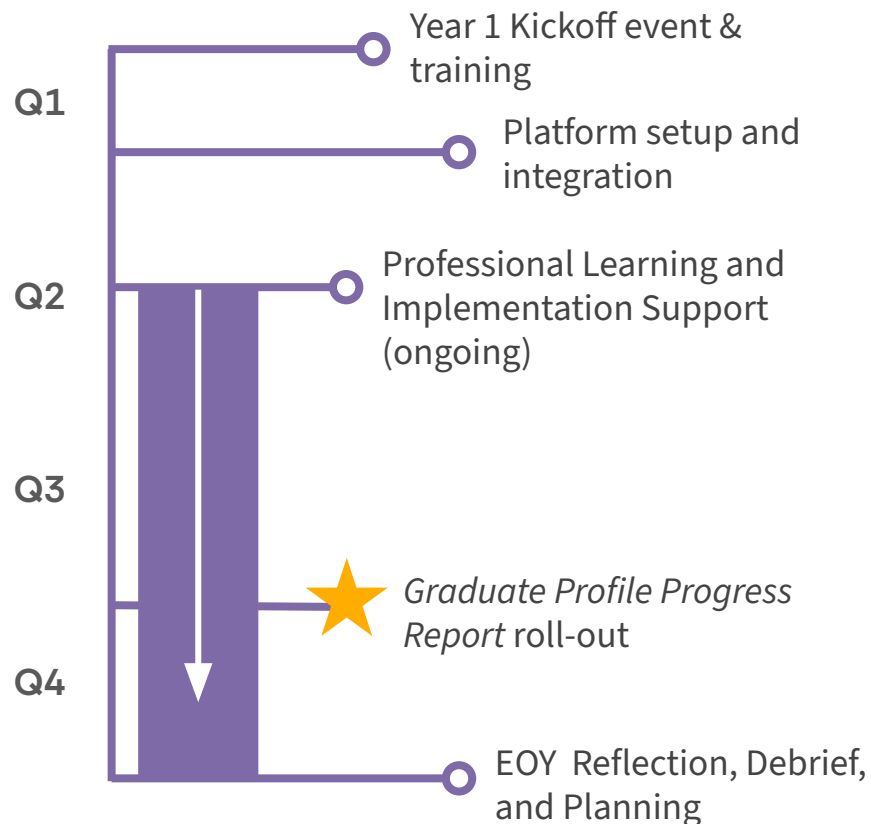 Year 1 Kickoff event &
training
Q1
Platform setup and
integration
Q2
Professional Learning and
Implementation Support
(ongoing)
Q3
Graduate Profile Progress
Report roll-out
Q4
EOY  Reflection, Debrief,
and Planning